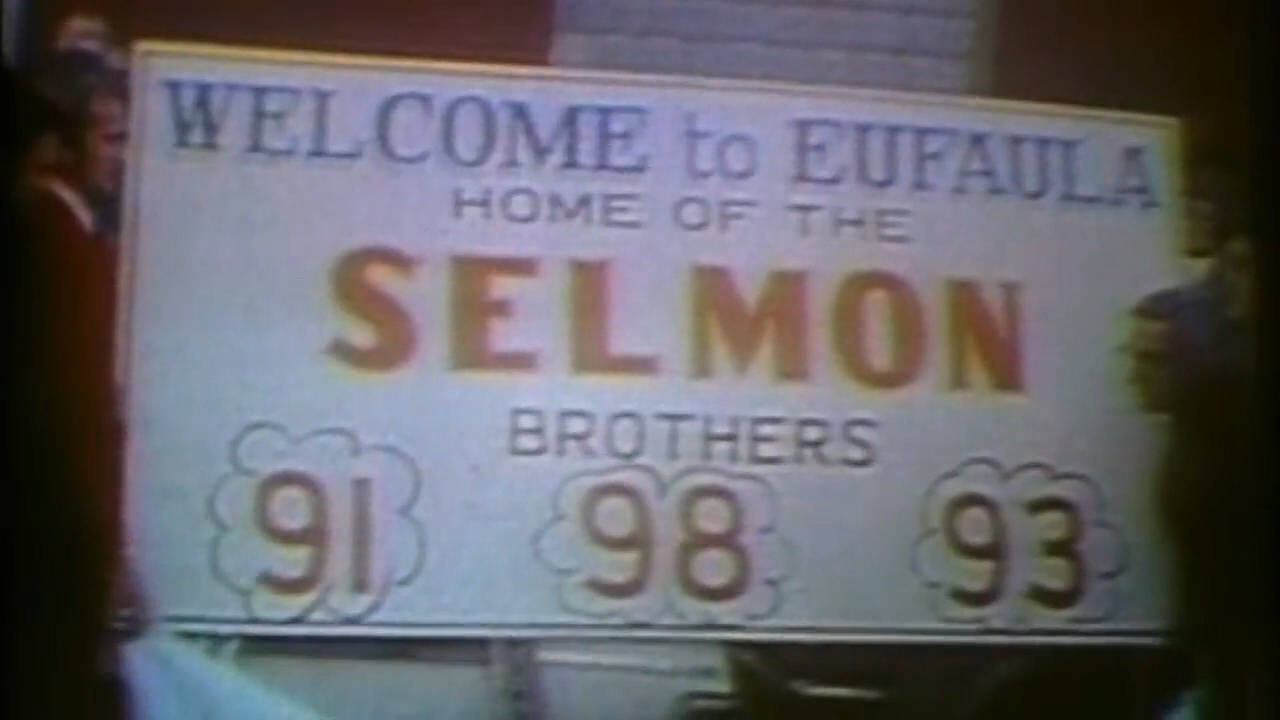 WELCOME to EUFAULA
HOME OF THE
SELMON
BROTHERS
91 98 93